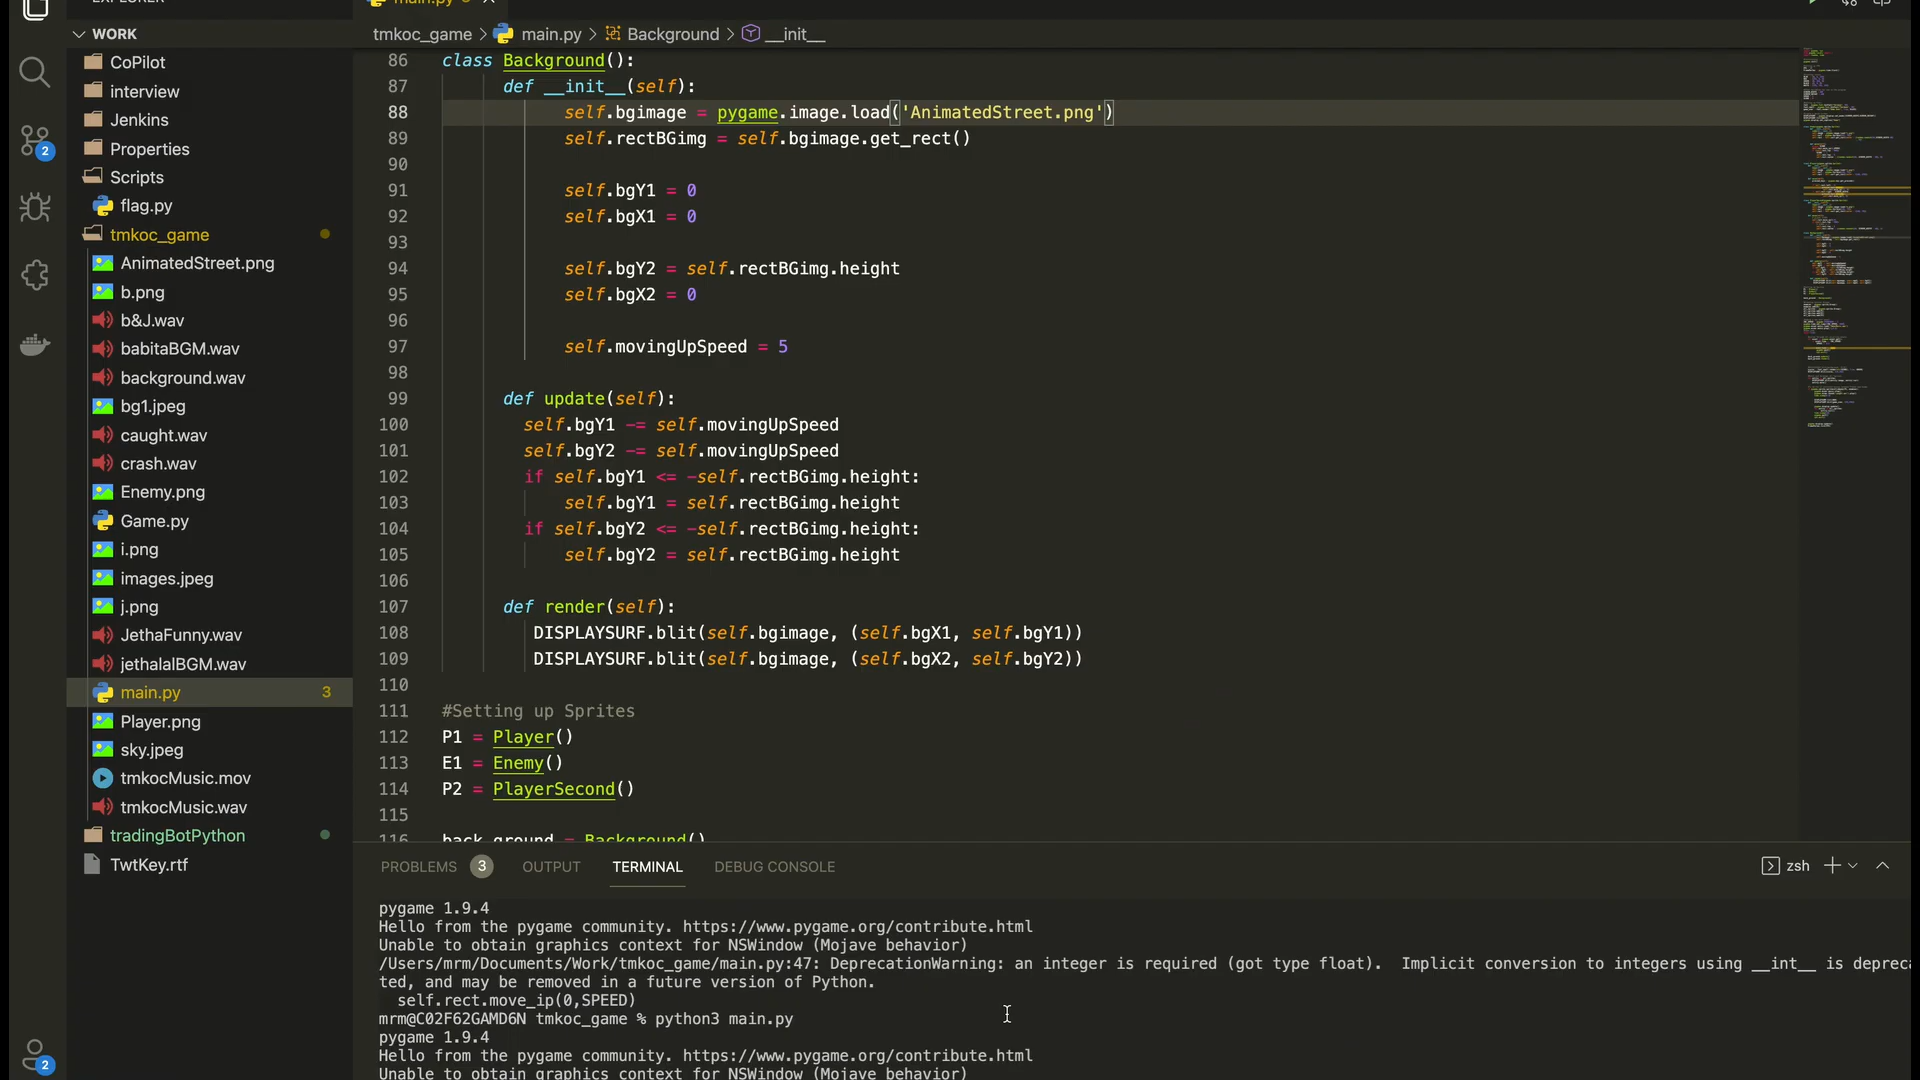 EXPLORER
WORK
CoPilot
interview
Jenkins
Properties
Scripts
flag.py
tmkoc_game
AnimatedStreet.png
b.png
b&J.wav
babitaBGM.wav
background.wav
bg1.jpeg
caught.wav
crash.wav
Enemy.png
Game.py
i.png
images.jpeg
j.png
JethaFunny.wav
jethalalBGM.wav
main.py 3
Player.png
sky.jpeg
tmkocMusic.mov
tmkocMusic.wav
tradingBotPython
TwtKey.rtf
2
2
main.py
tmkoc_game > main.py > Background > __init__
86 class Background():
87 def __init__(self):
88 self.bgimage = pygame.image.load('AnimatedStreet.png')
89 self.rectBGimg = self.bgimage.get_rect()
90
91 self.bgY1 = 0
92 self.bgX1 = 0
93
94 self.bgY2 = self.rectBGimg.height
95 self.bgX2 = 0
96
97 self.movingUpSpeed = 5
98
99 def update(self):
100 self.bgY1 -= self.movingUpSpeed
101 self.bgY2 -= self.movingUpSpeed
102 if self.bgY1 <= -self.rectBGimg.height:
103 self.bgY1 = self.rectBGimg.height
104 if self.bgY2 <= -self.rectBGimg.height:
105 self.bgY2 = self.rectBGimg.height
106
107 def render(self):
108 DISPLAYSURF.blit(self.bgimage, (self.bgX1, self.bgY1))
109 DISPLAYSURF.blit(self.bgimage, (self.bgX2, self.bgY2))
110
111 #Setting up Sprites
112 P1 = Player()
113 E1 = Enemy()
114 P2 = PlayerSecond()
115
116 back_ground = Background()
PROBLEMS 3 OUTPUT TERMINAL DEBUG CONSOLE zsh
pygame 1.9.4
Hello from the pygame community. https://www.pygame.org/contribute.html
Unable to obtain graphics context for NSWindow (Mojave behavior)
/Users/mrm/Documents/Work/tmkoc_game/main.py:47: DeprecationWarning: an integer is required (got type float).  Implicit conversion to integers using __int__ is depreca
ted, and may be removed in a future version of Python.
self.rect.move_ip(0,SPEED)
mrm@C02F62GAMD6N tmkoc_game % python3 main.py
pygame 1.9.4
Hello from the pygame community. https://www.pygame.org/contribute.html
Unable to obtain graphics context for NSWindow (Mojave behavior)